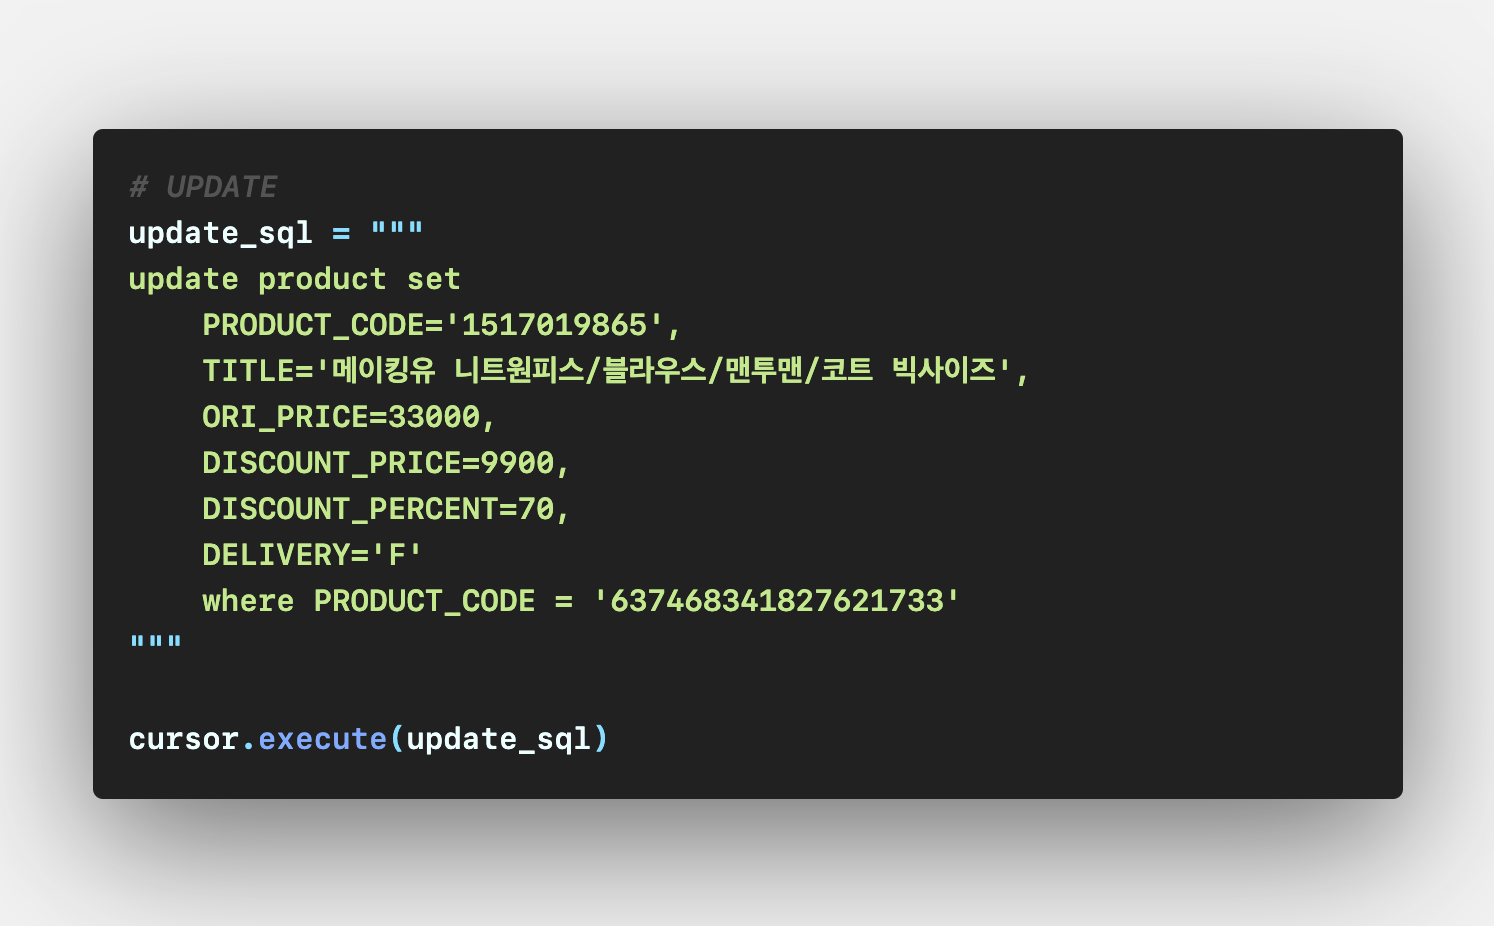 # UPDATE
update_sql = """
update product set
    PRODUCT_CODE='1517019865',
    TITLE='메이킹유 니트원피스/블라우스/맨투맨/코트 빅사이즈',
    ORI_PRICE=33000,
    DISCOUNT_PRICE=9900,
    DISCOUNT_PERCENT=70,
    DELIVERY='F'
    where PRODUCT_CODE = '637468341827621733'
"""
cursor.execute(update_sql)